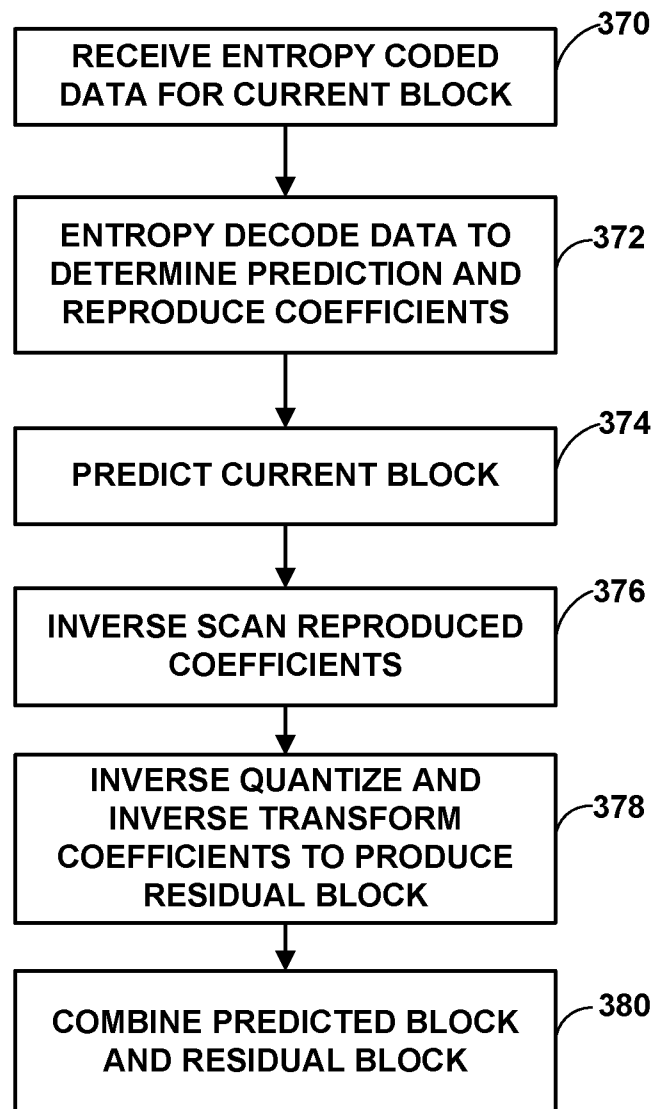 370
RECEIVE ENTROPY CODED
DATA FOR CURRENT BLOCK
372
ENTROPY DECODE DATA TO
DETERMINE PREDICTION AND
REPRODUCE COEFFICIENTS
374
PREDICT CURRENT BLOCK
376
INVERSE SCAN REPRODUCED
COEFFICIENTS
378
INVERSE QUANTIZE AND
INVERSE TRANSFORM
COEFFICIENTS TO PRODUCE
RESIDUAL BLOCK
380
COMBINE PREDICTED BLOCK
AND RESIDUAL BLOCK